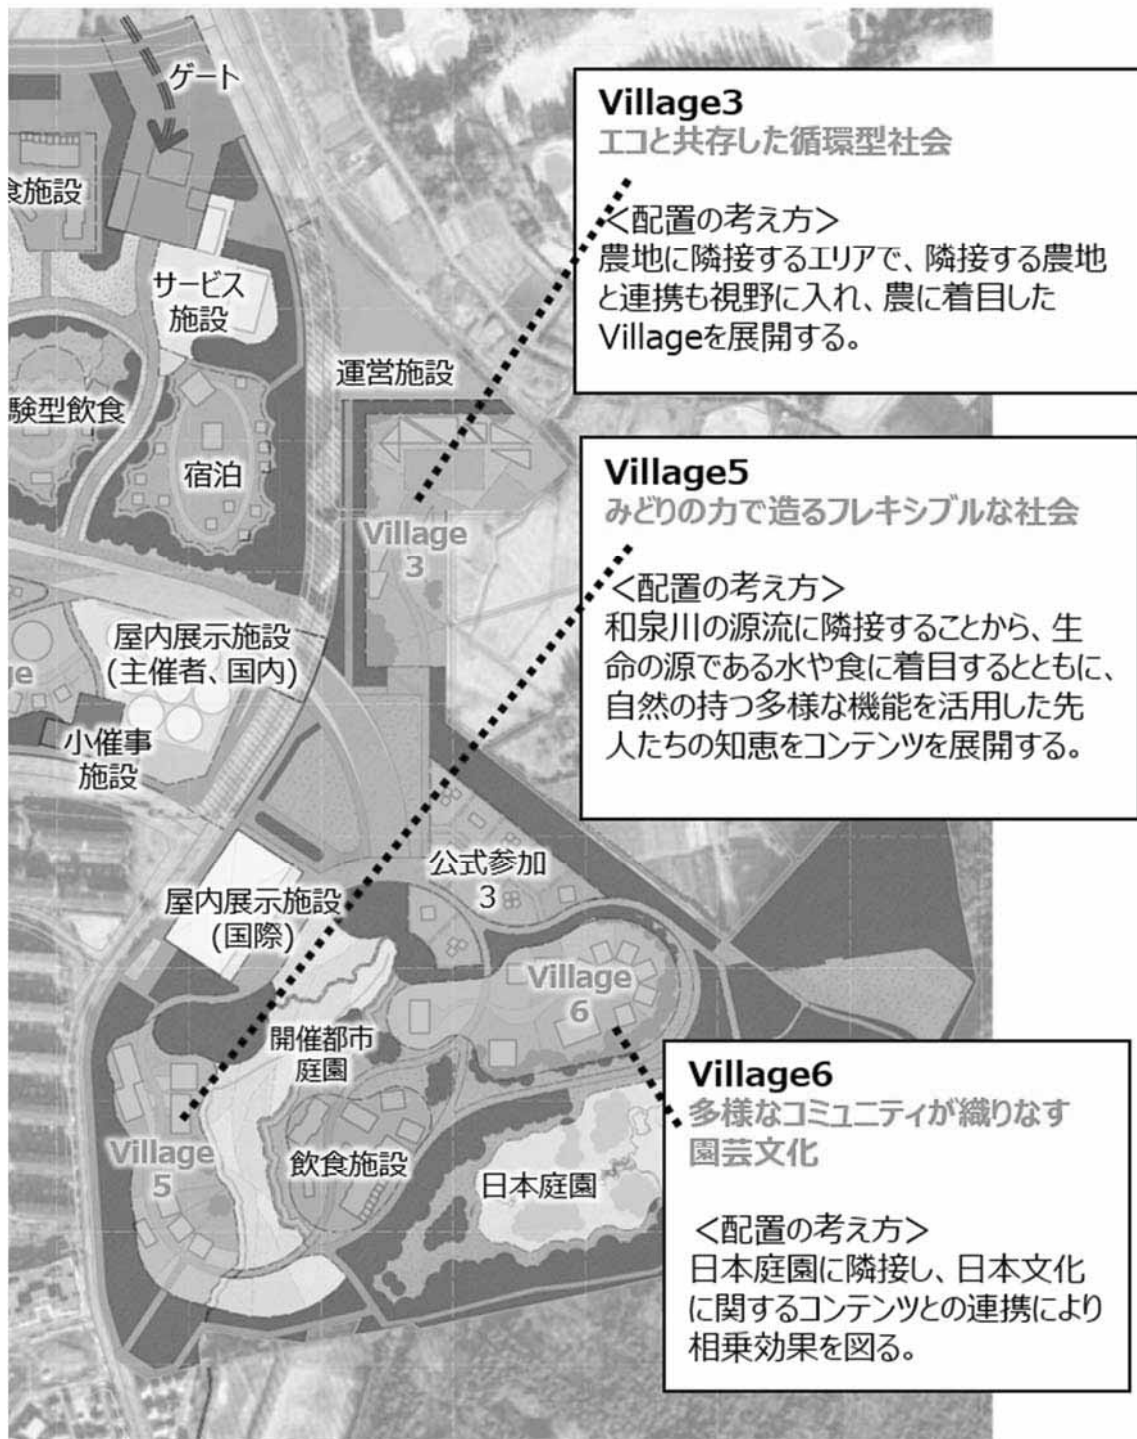 ゲート
食施設
サービス
施設
験型飲食
宿泊
運営施設
Village
3
屋内展示施設
(主催者、国内)
ge
小催事
施設
公式参加
3
屋内展示施設
(国際)
Village
6
開催都市
庭園
Village
5
飲食施設
日本庭園
Village3
エコと共存した循環型社会
＜配置の考え方＞
農地に隣接するエリアで、隣接する農地
と連携も視野に入れ、農に着目した
Villageを展開する。
Village5
みどりの力で造るフレキシブルな社会
＜配置の考え方＞
和泉川の源流に隣接することから、生
命の源である水や食に着目するとともに、
自然の持つ多様な機能を活用した先
人たちの知恵をコンテンツを展開する。
Village6
多様なコミュニティが織りなす
園芸文化
＜配置の考え方＞
日本庭園に隣接し、日本文化
に関するコンテンツとの連携により
相乗効果を図る。